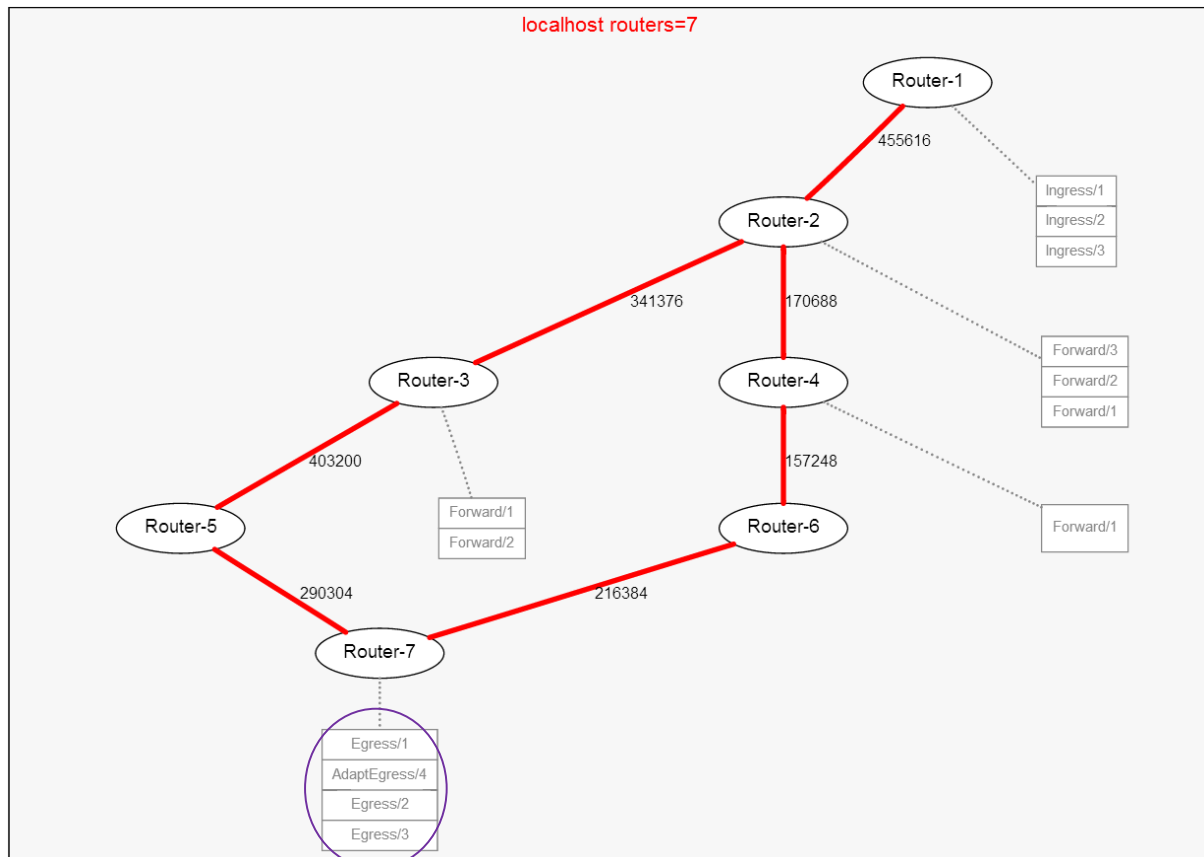 localhost routers=7
Router-1
455616
Ingress/1
Ingress/2
Ingress/3
Router-2
341376
170688
Forward/3
Forward/2
Forward/1
Router-3
Router-4
403200
157248
Forward/1
Forward/2
Forward/1
Router-5
Router-6
290304
216384
Router-7
Egress/1
AdaptEgress/4
Egress/2
Egress/3